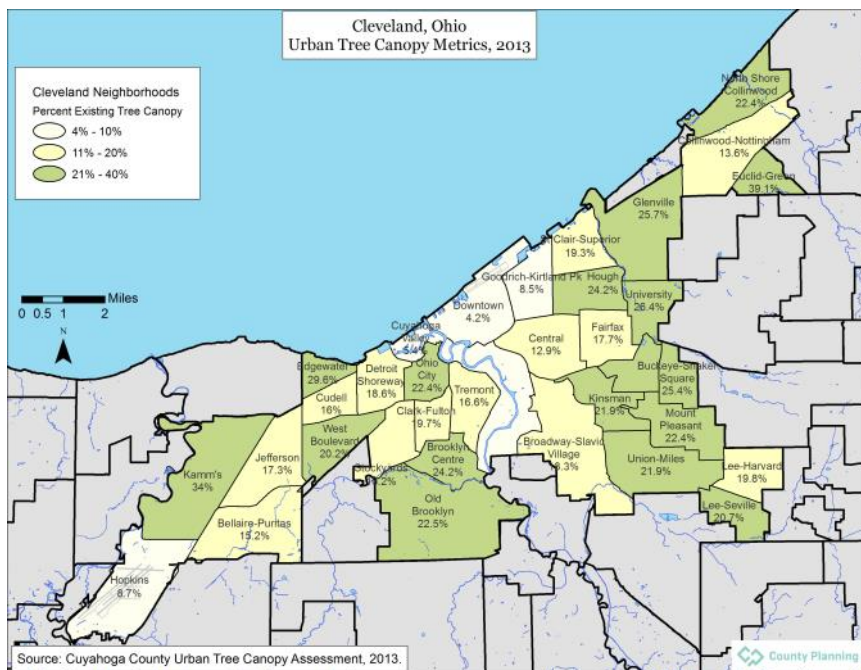 Cleveland, Ohio
Urban Tree Canopy Metrics, 2013
Cleveland Neighborhoods
Percent Existing Tree Canopy
4% - 10%
11% - 20%
21% - 40%
North Shore
Collinwood
22.4%
Collinwood-Nottingham
13.6%
Euclid-Green
39.1%
Glenville
25.7%
St Clair-Superior
19.3%
Goodrich-Kirtland Pk
8.5%
Hough
24.2%
University
26.4%
Downtown
4.2%
Miles
0 0.5 1 2
N
Cuyahoga
Valley
Central
12.9%
Fairfax
17.7%
Buckeye-Shaker
Square
25.4%
Edgewater
29.6%
Detroit
Shoreway
18.6%
Ohio
City
22.4%
Cudell
16%
Tremont
16.6%
Clark-Fulton
19.7%
Kinsman
21.9%
Mount
Pleasant
22.4%
West
Boulevard
20.2%
Jefferson
17.3%
Kamm's
34%
Brooklyn
Centre
24.2%
Broadway-Slavic
Village
Union-Miles
21.9%
Lee-Harvard
19.8%
Stockyards
Old
Brooklyn
22.5%
Lee-Seville
20.7%
Bellaire-Puritas
15.2%
Hopkins
8.7%
Source: Cuyahoga County Urban Tree Canopy Assessment, 2013.
County Planning